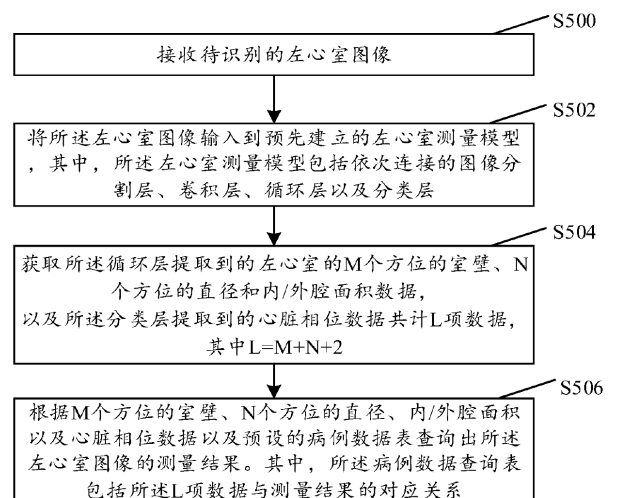 S500
接收待识别的左心室图像
S502
将所述左心室图像输入到预先建立的左心室测量模型
，其中，所述左心室测量模型包括依次连接的图像分
割层、卷积层、循环层以及分类层
S504
获取所述循环层提取到的左心室的M个方位的室壁、N
个方位的直径和内/外腔面积数据，
以及所述分类层提取到的心脏相位数据共计L项数据，
其中L=M+N+2
S506
根据M个方位的室壁、N个方位的直径、内/外腔面积
以及心脏相位数据以及预设的病例数据表查询出所述
左心室图像的测量结果。其中，所述病例数据查询表
包括所述L项数据与测量结果的对应关系